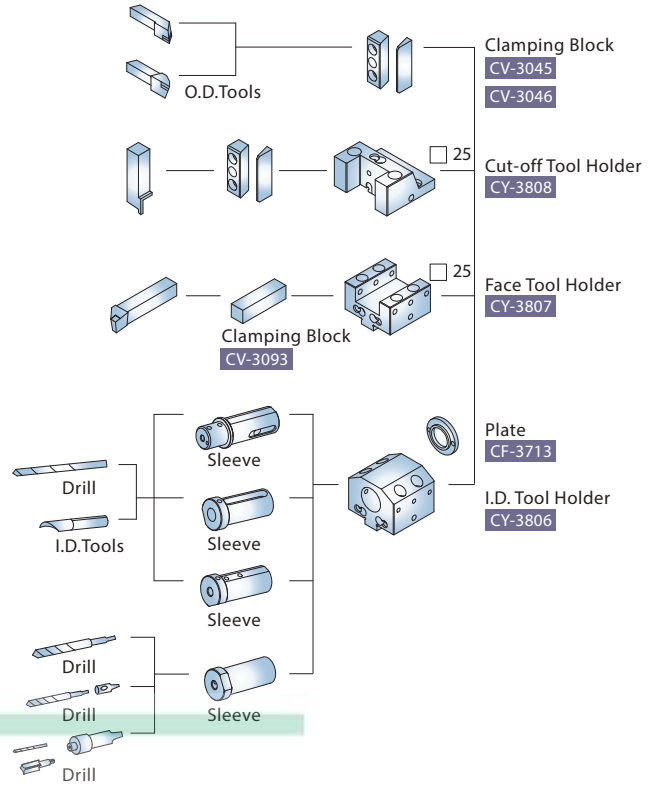 O.D.Tools
Clamping Block
CV-3045
CV-3046
25
Cut-off Tool Holder
CY-3808
25
Face Tool Holder
CY-3807
Clamping Block
CV-3093
Plate
CF-3713
I.D. Tool Holder
CY-3806
Sleeve
Drill
I.D.Tools
Sleeve
Sleeve
Drill
Drill
Sleeve
Drill